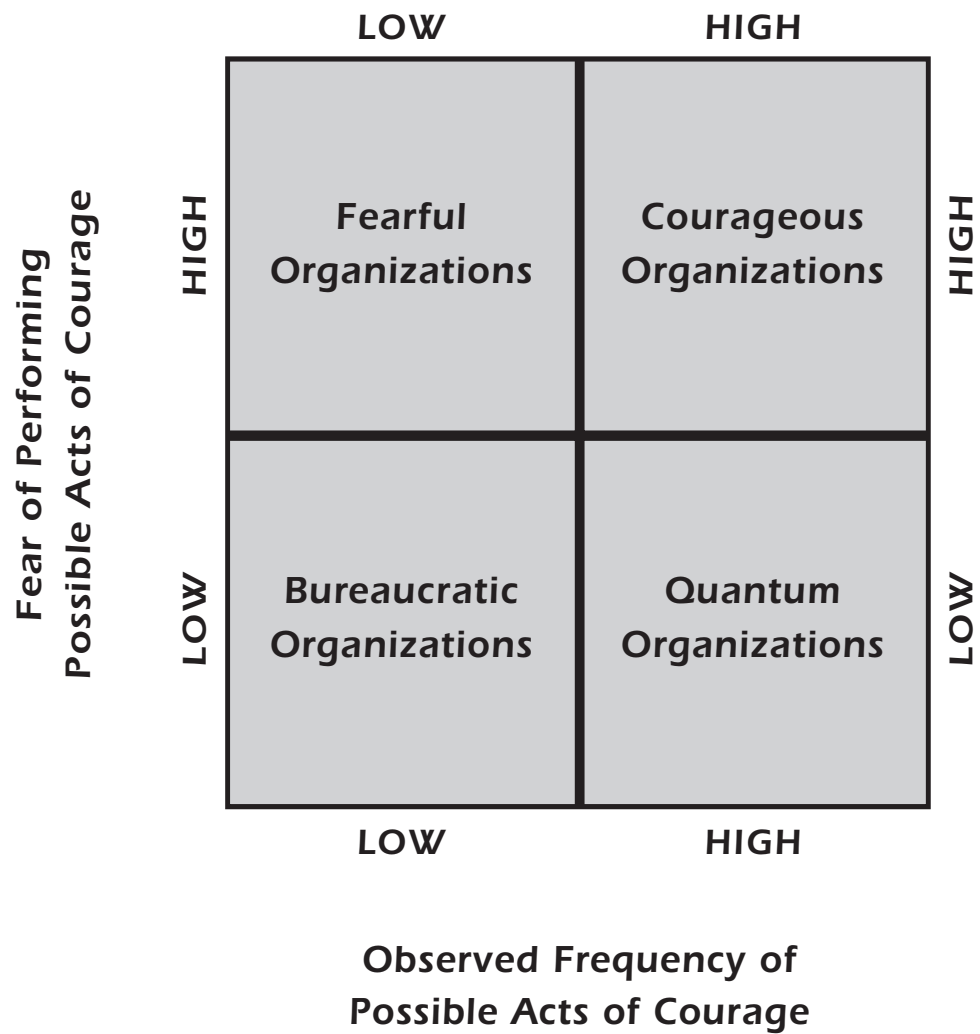 LOW HIGH
Fearful
Organizations
Courageous
Organizations
HIGH
HIGH
Fear of Performing
Possible Acts of Courage
Bureaucratic
Organizations
Quantum
Organizations
LOW
LOW
LOW HIGH
Observed Frequency of
Possible Acts of Courage